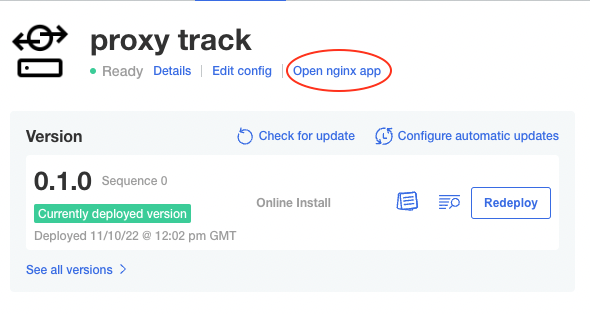 proxy track
Ready Details Edit config Open nginx app
Version Check for update Configure automatic updates
0.1.0 Sequence 0
Currently deployed version Online Install Redeploy
Deployed 11/10/22 @ 12:02 pm GMT
See all versions